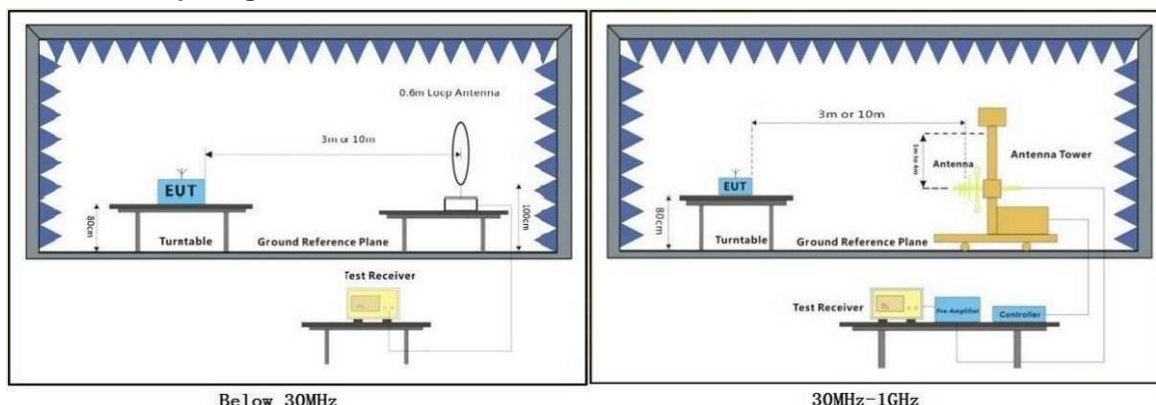 0.6m Loop Antenna
3m or 10m
EUT
80cm
100cm
Turntable
Ground Reference Plane
Test Receiver
Below 30MHz
3m or 10m
1m to 4m
Antenna
Antenna Tower
EUT
80cm
Turntable
Ground Reference Plane
Test Receiver
Pre-Amplifier
Controller
30MHz-1GHz